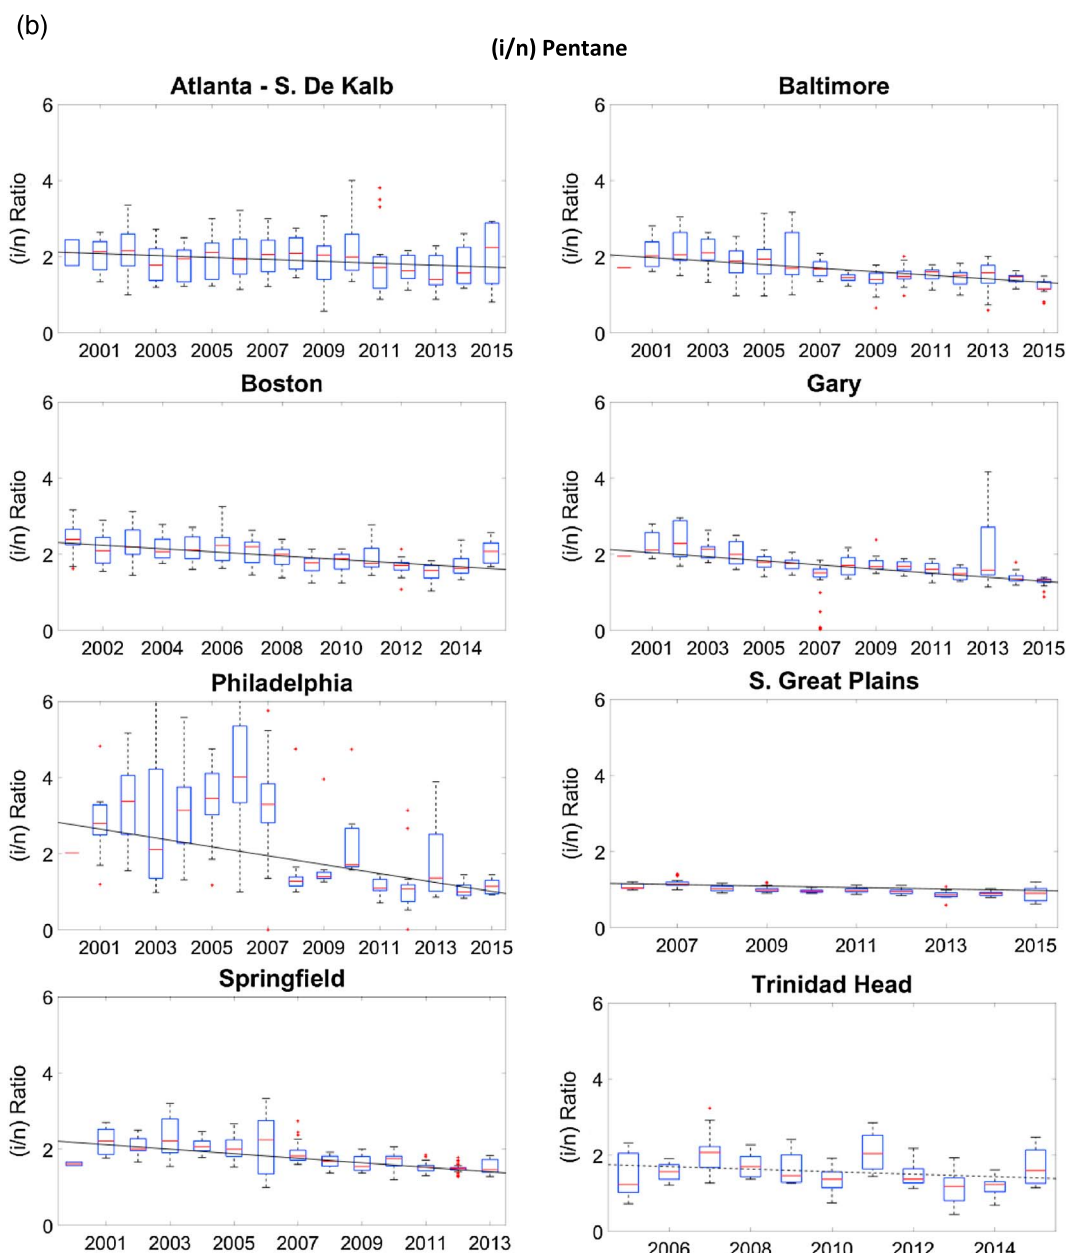 (b)
(i/n) Pentane
Atlanta - S. De Kalb
6
4
2
0
(i/n) Ratio
2001 2003 2005 2007 2009 2011 2013 2015
Baltimore
6
4
2
0
(i/n) Ratio
2001 2003 2005 2007 2009 2011 2013 2015
Boston
6
4
2
0
(i/n) Ratio
2002 2004 2006 2008 2010 2012 2014
Gary
6
4
2
0
(i/n) Ratio
2001 2003 2005 2007 2009 2011 2013 2015
Philadelphia
6
4
2
0
(i/n) Ratio
2001 2003 2005 2007 2009 2011 2013 2015
S. Great Plains
6
4
2
0
(i/n) Ratio
2007 2009 2011 2013 2015
Springfield
6
4
2
0
(i/n) Ratio
2001 2003 2005 2007 2009 2011 2013
Trinidad Head
6
4
2
0
(i/n) Ratio
2006 2008 2010 2012 2014